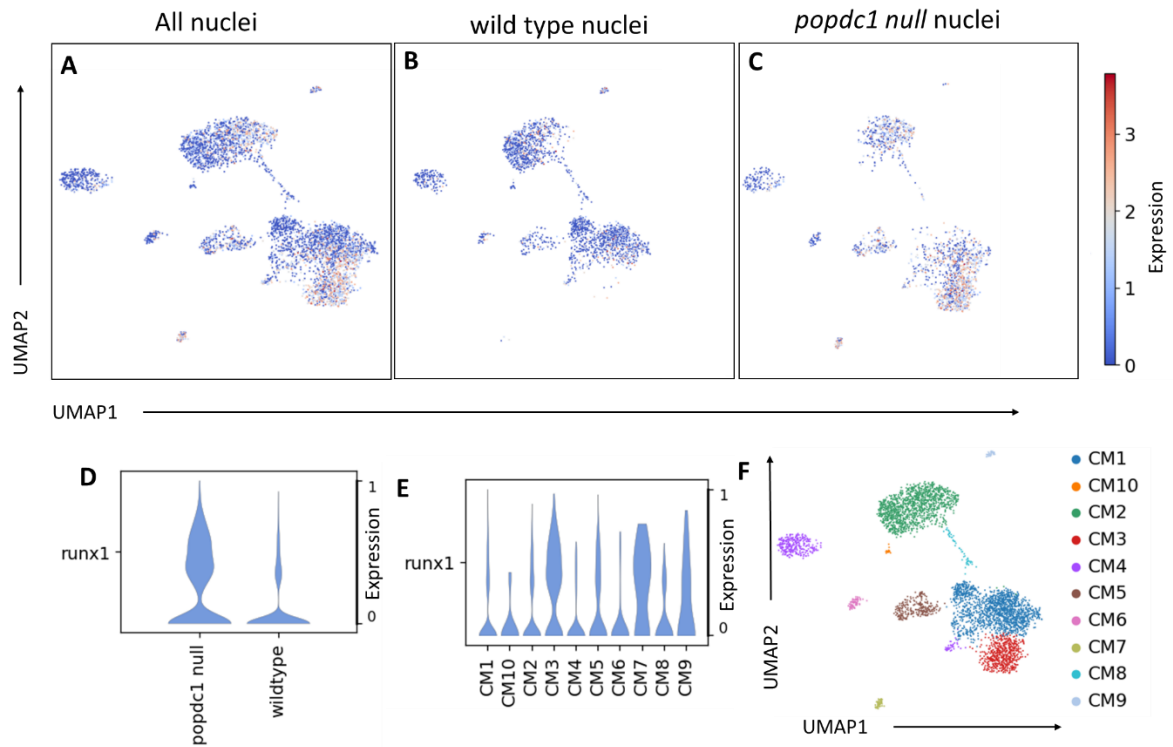 All nuclei
wild type nuclei
popdc1 null nuclei
A
B
C
3
2
1
0
Expression
UMAP2
UMAP1
D
runx1
1
0
Expression
popdc1 null
wildtype
E
runx1
1
0
Expression
CM1
CM10
CM2
CM3
CM4
CM5
CM6
CM7
CM8
CM9
F
UMAP2
UMAP1
CM1
CM10
CM2
CM3
CM4
CM5
CM6
CM7
CM8
CM9